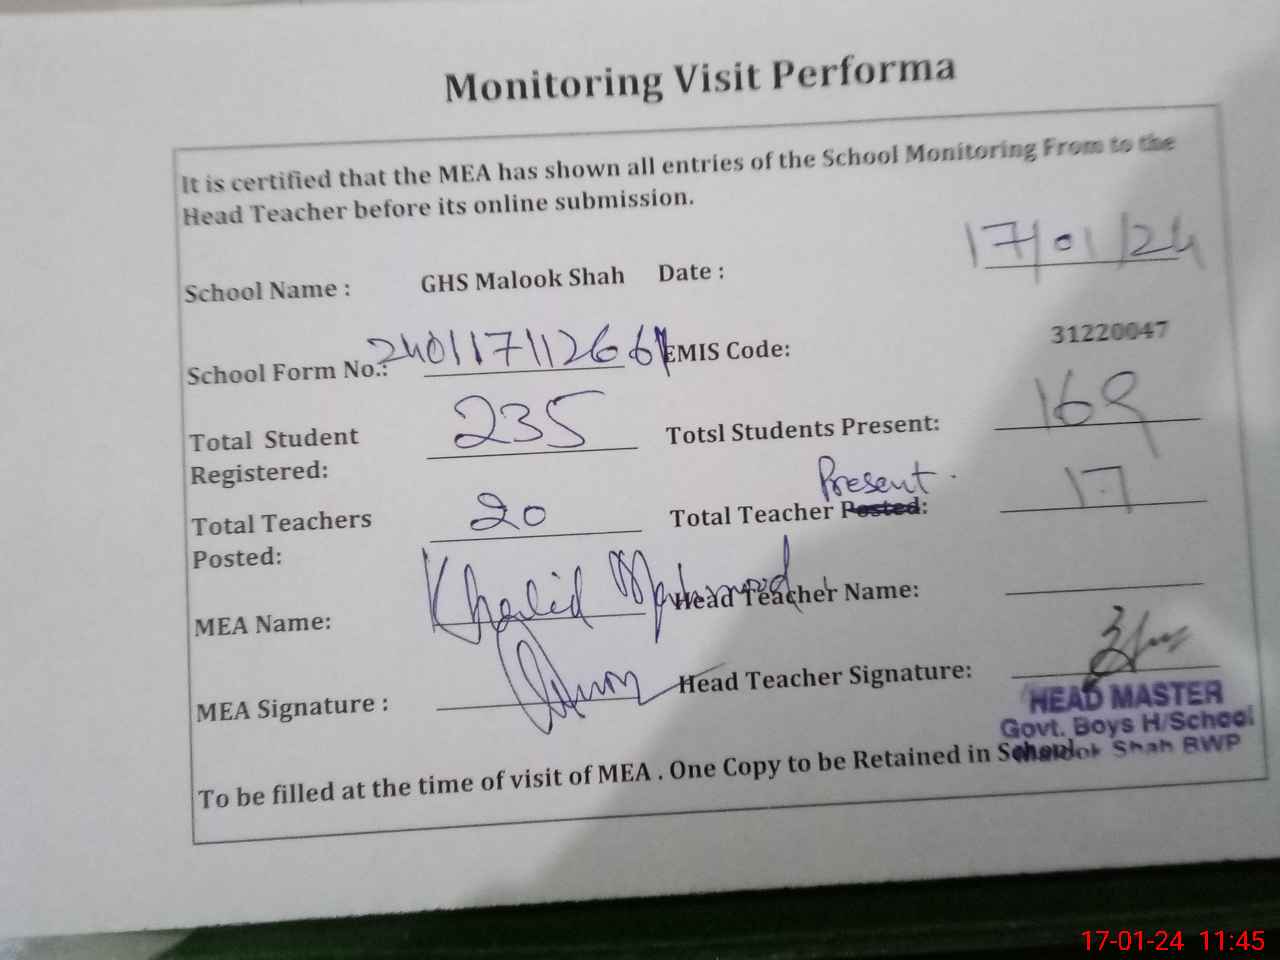 Monitoring Visit Performa
It is certified that the MEA has shown all entries of the School Monitoring From to the
Head Teacher before its online submission.
School Name : GHS Malook Shah Date : 17/01/24
School Form No.: EMIS Code: 31220047
Total Student Registered: 235 Totsl Students Present: 169
Total Teachers Posted: 20 Total Teacher Posted: Present. 17
MEA Name: Khalid Mahmood Head Teacher Name:
MEA Signature : Head Teacher Signature:
HEAD MASTER
Govt. Boys H/School
Malook Shah BWP
To be filled at the time of visit of MEA . One Copy to be Retained in School
17-01-24 11:45